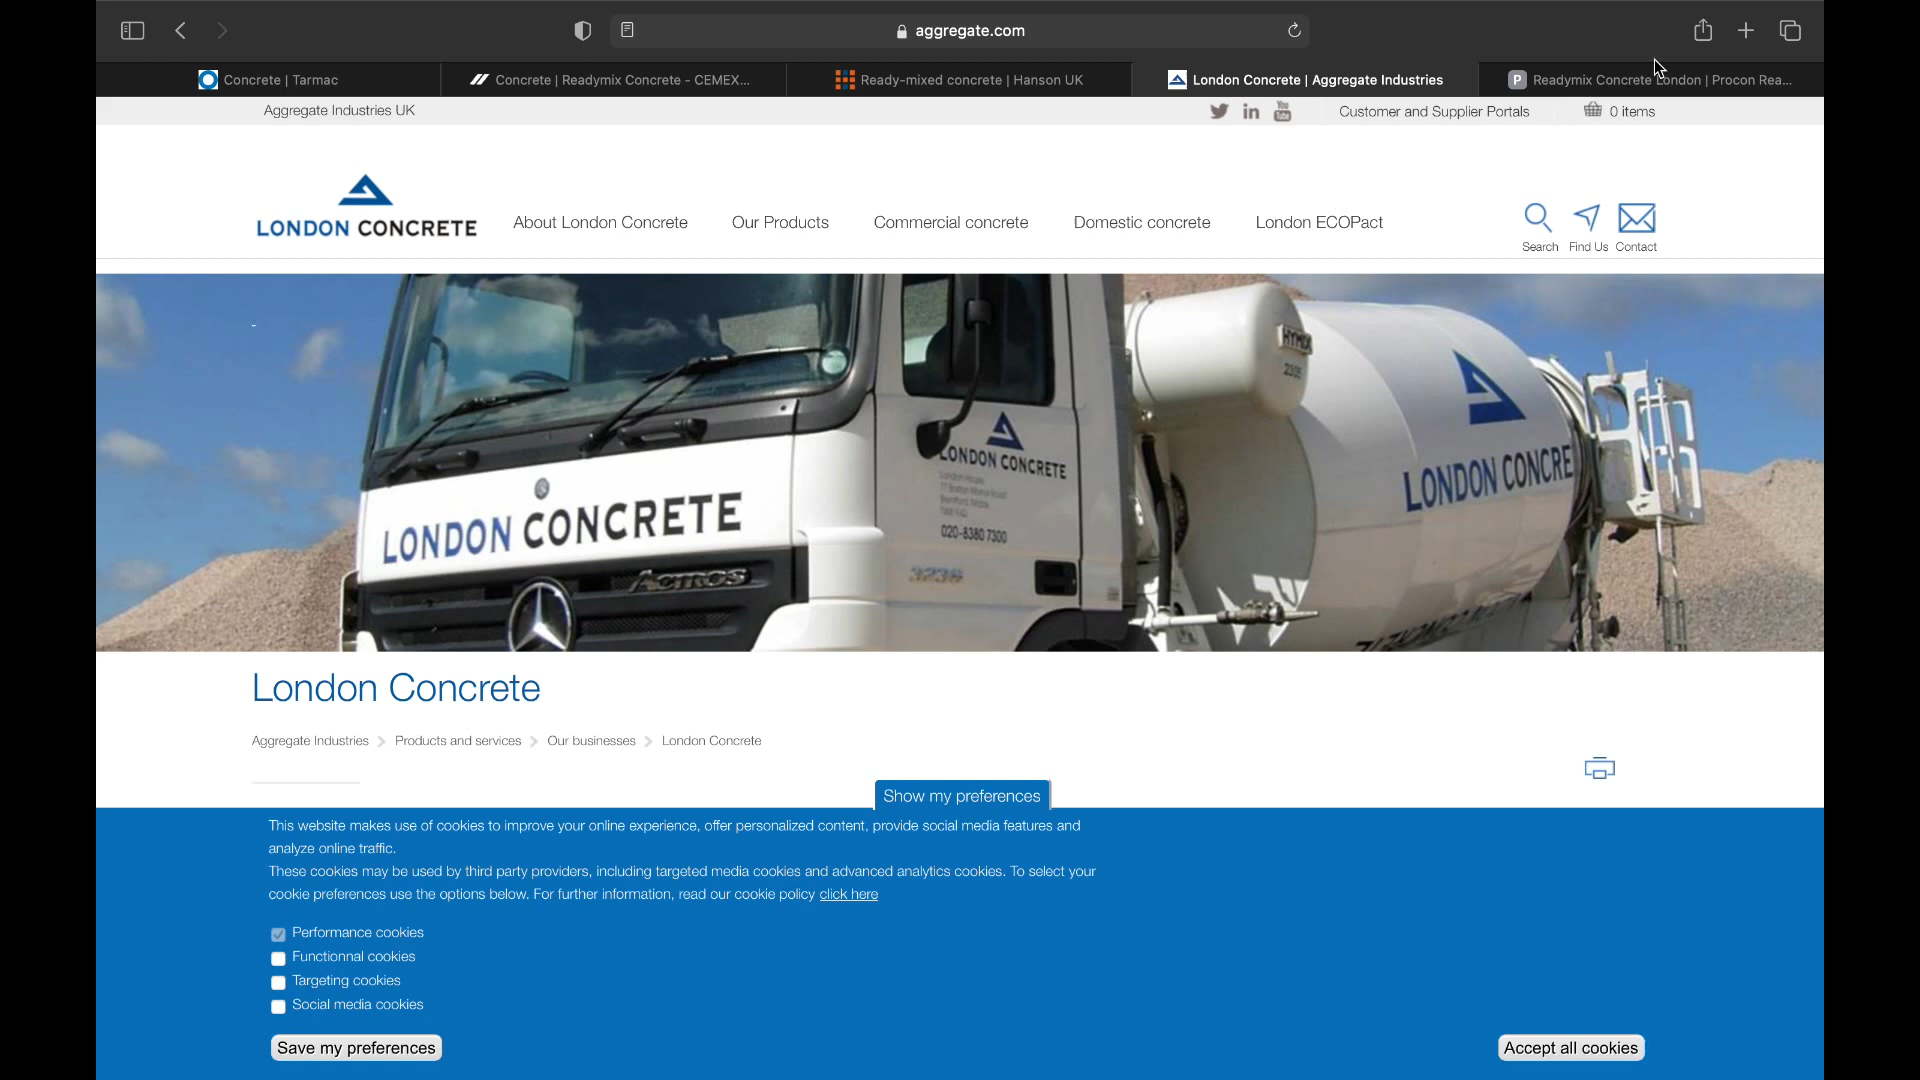 aggregate.com
Concrete | Tarmac
Concrete | Readymix Concrete - CEMEX...
Ready-mixed concrete | Hanson UK
London Concrete | Aggregate Industries
P Readymix Concrete London | Procon Rea...
Aggregate Industries UK
You Tube
Customer and Supplier Portals
0 items
LONDON CONCRETE
About London Concrete
Our Products
Commercial concrete
Domestic concrete
London ECOPact
Search
Find Us
Contact
HYMIX
LONDON CONCRETE
020-8380 7300
LONDON CONCRE
LONDON CONCRETE
Actros
3236
London Concrete
Aggregate Industries
Products and services
Our businesses
London Concrete
Show my preferences
This website makes use of cookies to improve your online experience, offer personalized content, provide social media features and
analyze online traffic.
These cookies may be used by third party providers, including targeted media cookies and advanced analytics cookies. To select your
cookie preferences use the options below. For further information, read our cookie policy click here
Performance cookies
Functionnal cookies
Targeting cookies
Social media cookies
Save my preferences
Accept all cookies